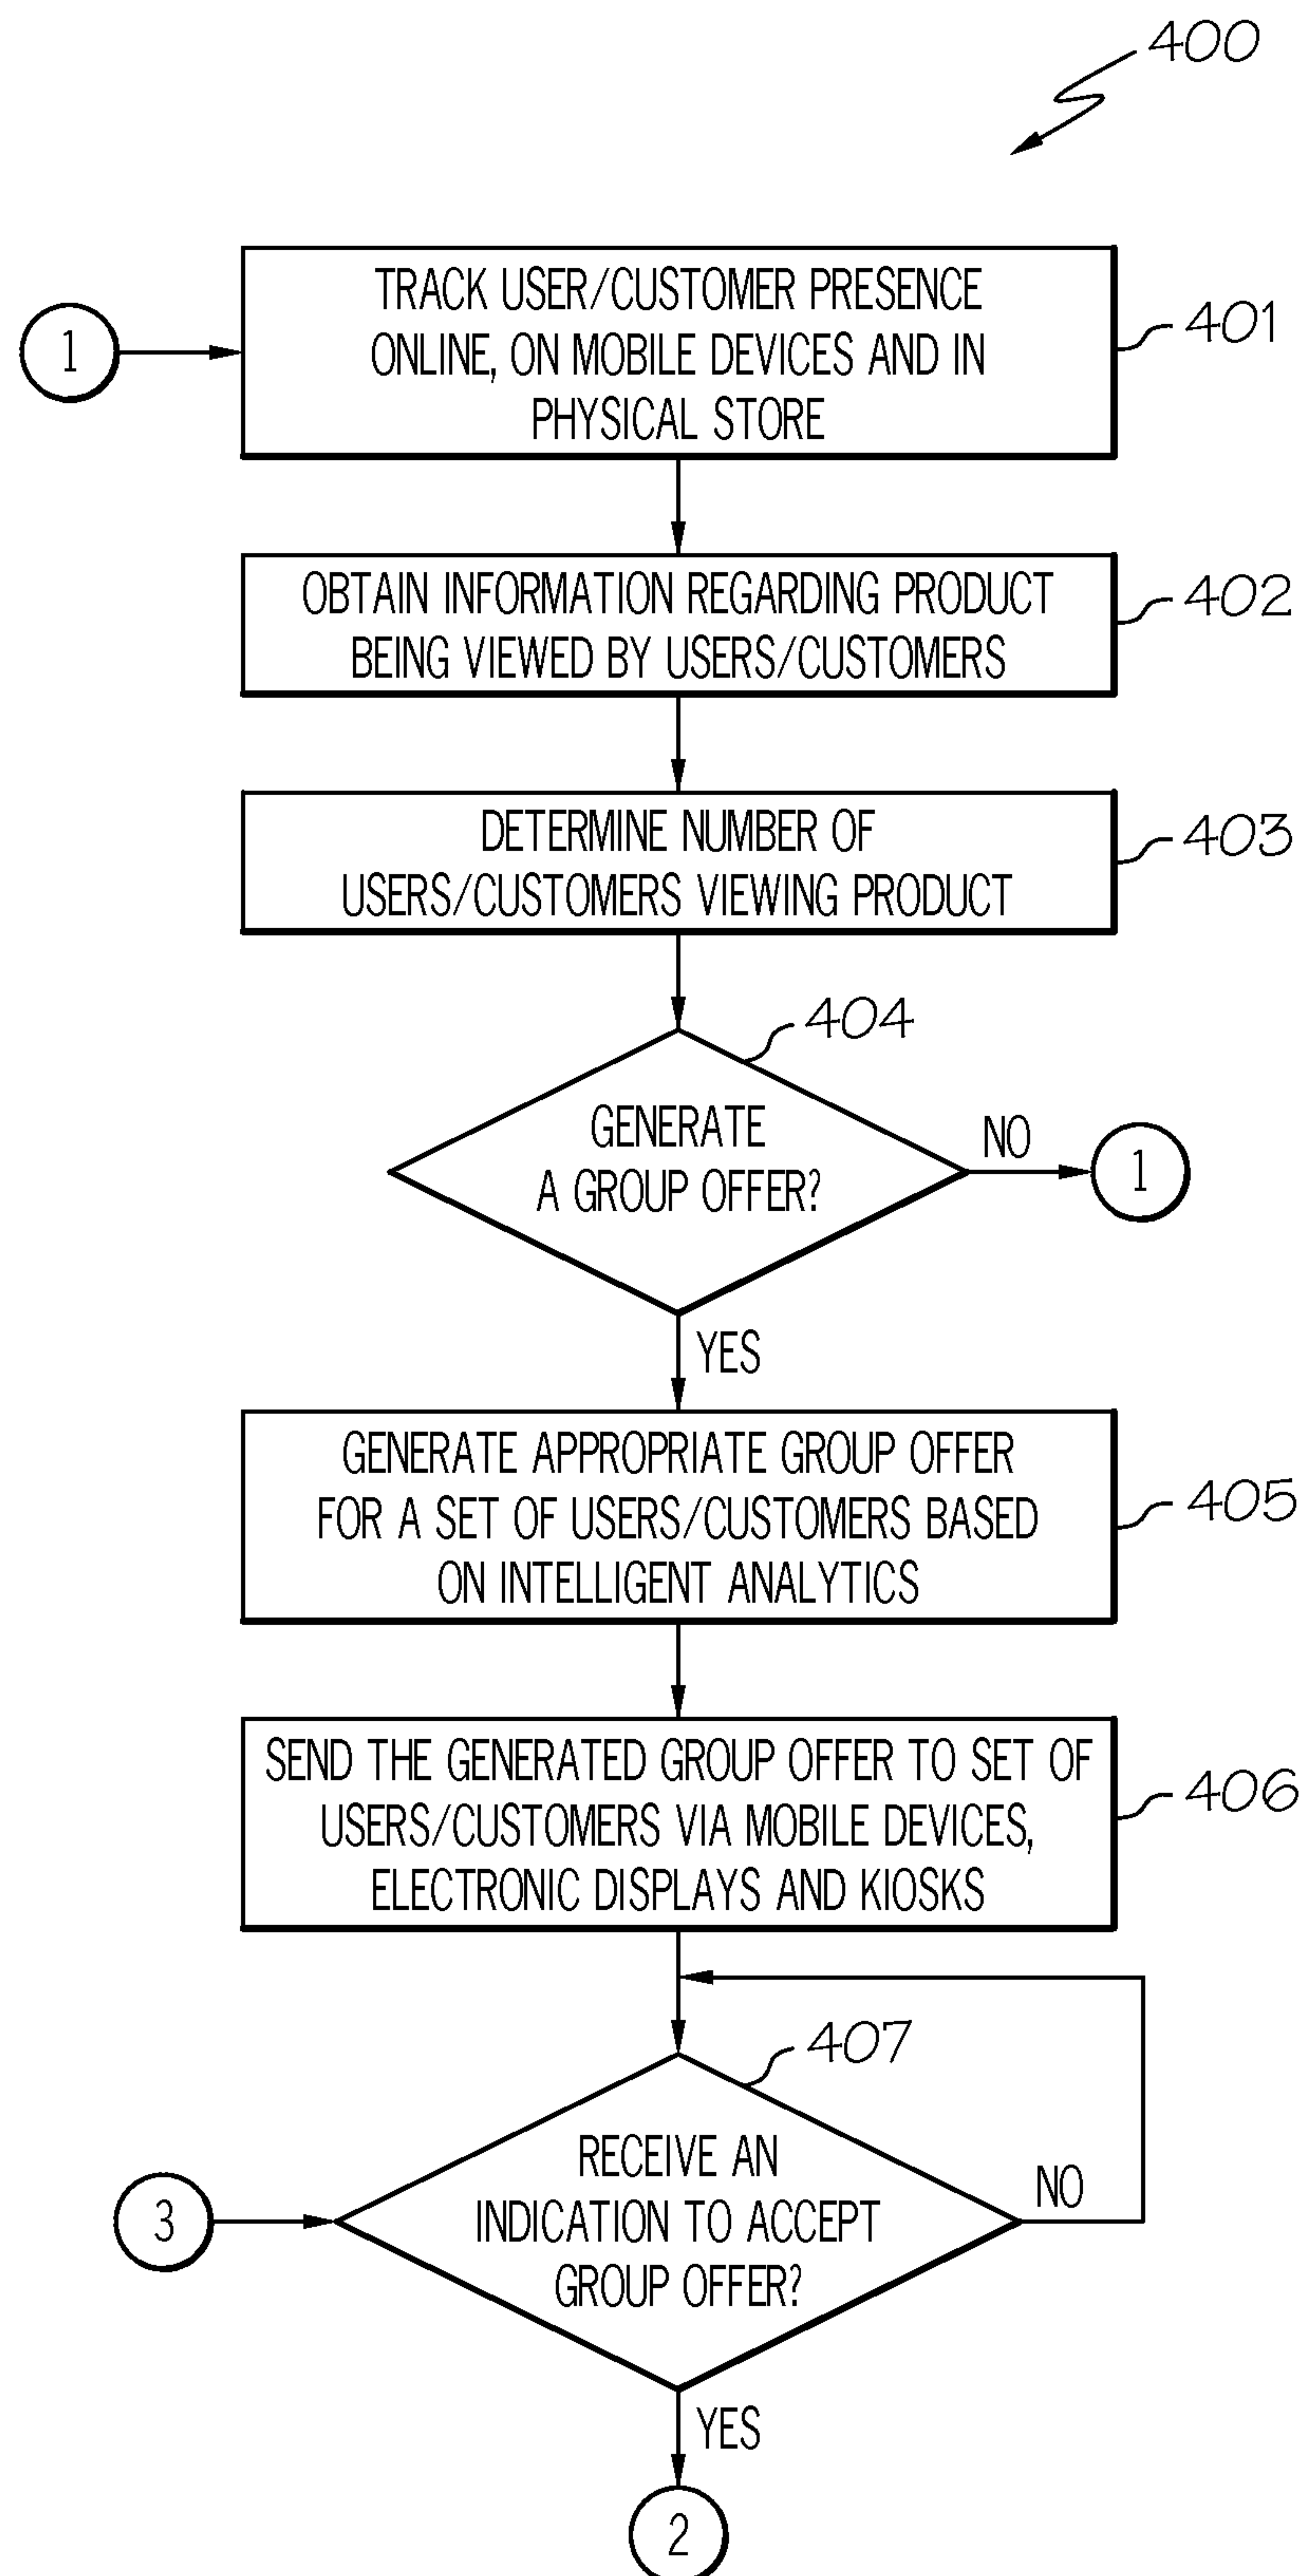 400
TRACK USER/CUSTOMER PRESENCE
ONLINE, ON MOBILE DEVICES AND IN
PHYSICAL STORE
401
1
OBTAIN INFORMATION REGARDING PRODUCT
BEING VIEWED BY USERS/CUSTOMERS
402
DETERMINE NUMBER OF
USERS/CUSTOMERS VIEWING PRODUCT
403
404
GENERATE
A GROUP OFFER?
NO
1
YES
GENERATE APPROPRIATE GROUP OFFER
FOR A SET OF USERS/CUSTOMERS BASED
ON INTELLIGENT ANALYTICS
405
SEND THE GENERATED GROUP OFFER TO SET OF
USERS/CUSTOMERS VIA MOBILE DEVICES,
ELECTRONIC DISPLAYS AND KIOSKS
406
407
RECEIVE AN
INDICATION TO ACCEPT
GROUP OFFER?
NO
3
YES
2